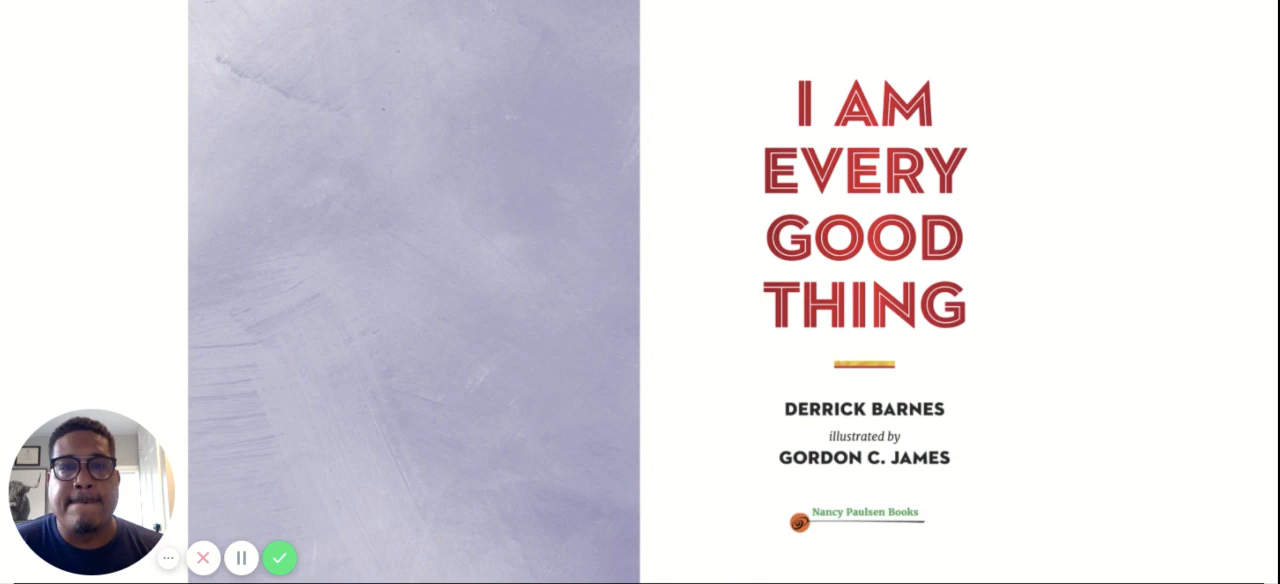 I AM
EVERY
GOOD
THING
DERRICK BARNES
illustrated by
GORDON C. JAMES
Nancy Paulsen Books